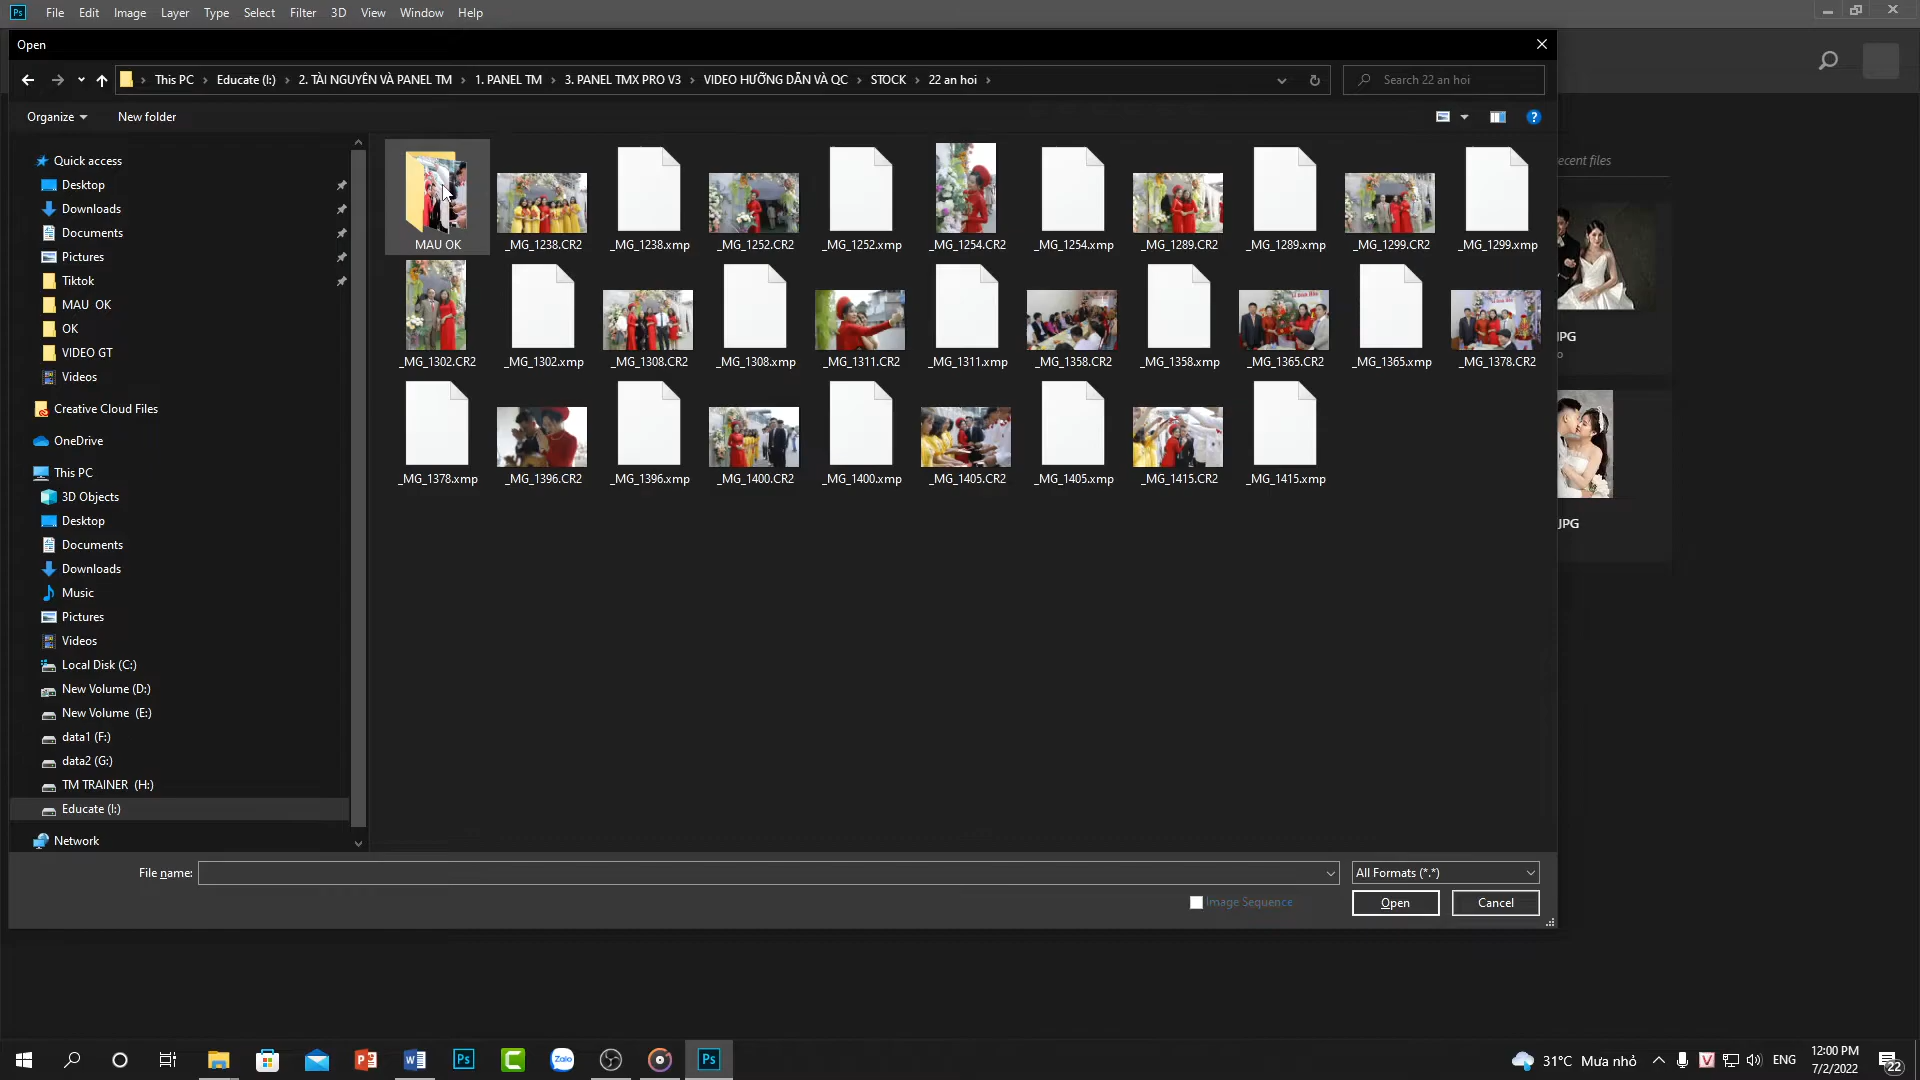 Ps File Edit Image Layer Type Select Filter 3D View Window Help
Open
This PC Educate (I:) 2. TÀI NGUYÊN VÀ PANEL TM 1. PANEL TM 3. PANEL TMX PRO V3 VIDEO HƯỚNG DẪN VÀ QC STOCK 22 an hoi
Search 22 an hoi
Organize New folder
Quick access
Desktop
Downloads
Documents
Pictures
Tiktok
MAU OK
OK
VIDEO GT
Videos
Creative Cloud Files
OneDrive
This PC
3D Objects
Desktop
Documents
Downloads
Music
Pictures
Videos
Local Disk (C:)
New Volume (D:)
New Volume (E:)
data1 (F:)
data2 (G:)
TM TRAINER (H:)
Educate (I:)
Network
MAU OK _MG_1238.CR2 _MG_1238.xmp _MG_1252.CR2 _MG_1252.xmp _MG_1254.CR2 _MG_1254.xmp _MG_1289.CR2 _MG_1289.xmp _MG_1299.CR2 _MG_1299.xmp
_MG_1302.CR2 _MG_1302.xmp _MG_1308.CR2 _MG_1308.xmp _MG_1311.CR2 _MG_1311.xmp _MG_1358.CR2 _MG_1358.xmp _MG_1365.CR2 _MG_1365.xmp _MG_1378.CR2
_MG_1378.xmp _MG_1396.CR2 _MG_1396.xmp _MG_1400.CR2 _MG_1400.xmp _MG_1405.CR2 _MG_1405.xmp _MG_1415.CR2 _MG_1415.xmp
ecent files
JPG
JPG
File name:
All Formats (*.*)
Image Sequence
Open Cancel
Zalo
31°C Mưa nhỏ
ENG
12:00 PM
7/2/2022
22